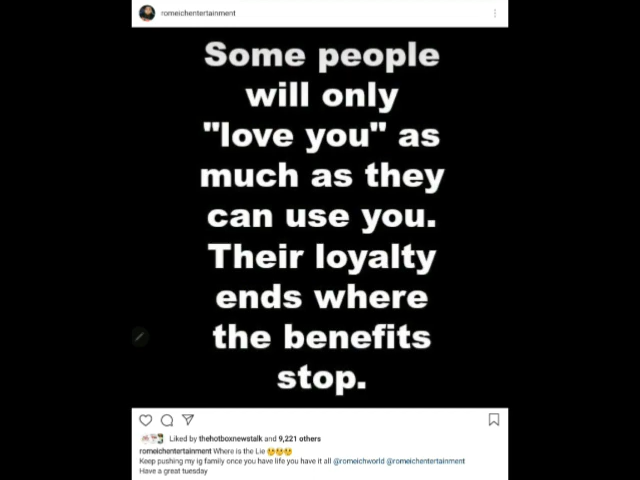 romeichentertainment
Some people
will only
"love you" as
much as they
can use you.
Their loyalty
ends where
the benefits
stop.
Liked by thehotboxnewstalk and 9,221 others
romeichentertainment Where is the Lie 🤔🤔🤔
Keep pushing my ig family once you have life you have it all @romeichworld @romeichentertainment
Have a great tuesday